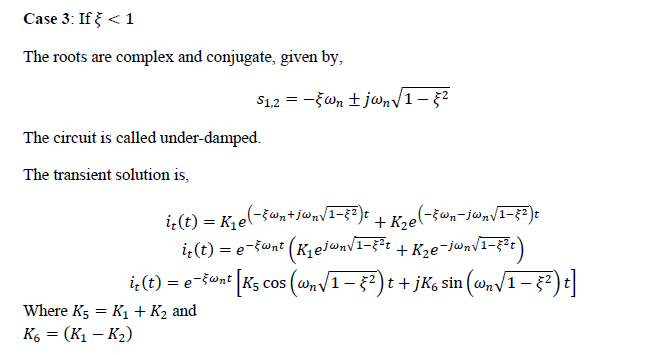 Case 3: If ξ < 1
The roots are complex and conjugate, given by,
s₁,₂ = −ξωₙ ± jωₙ√(1 − ξ²)
The circuit is called under-damped.
The transient solution is,
iₜ(t) = K₁e^(−ξωₙ+jωₙ√(1−ξ²))t + K₂e^(−ξωₙ−jωₙ√(1−ξ²))t
iₜ(t) = e^(−ξωₙt) (K₁e^(jωₙ√(1−ξ²)t) + K₂e^(−jωₙ√(1−ξ²)t))
iₜ(t) = e^(−ξωₙt) [K₅ cos (ωₙ√(1 − ξ²)) t + jK₆ sin (ωₙ√(1 − ξ²)) t]
Where K₅ = K₁ + K₂ and
K₆ = (K₁ − K₂)